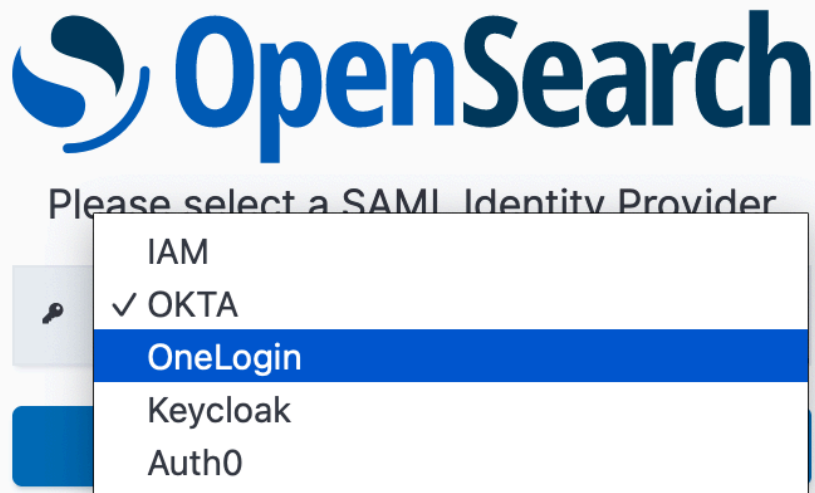 OpenSearch
Please select a SAML Identity Provider
IAM
✓ OKTA
OneLogin
Keycloak
Auth0